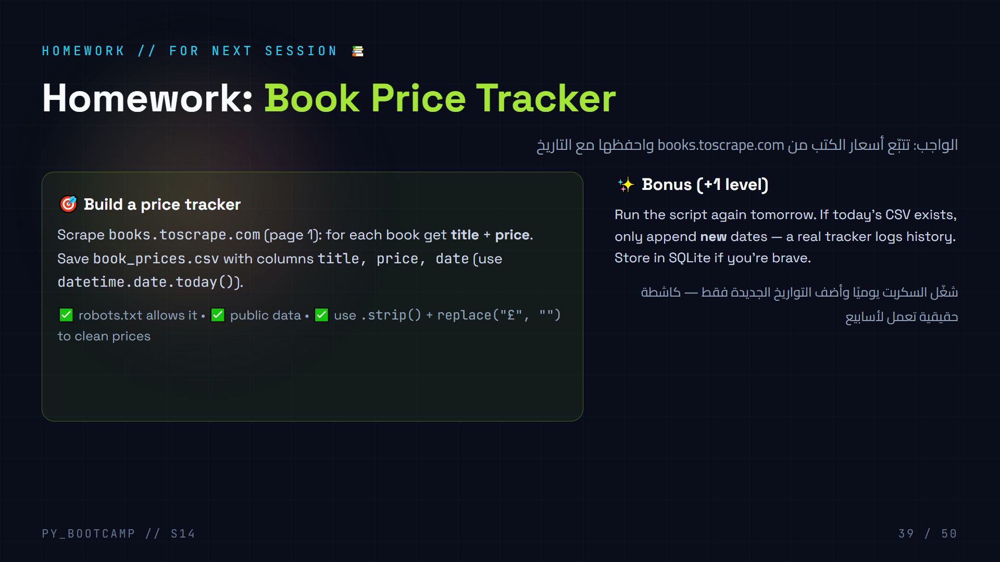 HOMEWORK // FOR NEXT SESSION 📚
Homework: Book Price Tracker
الواجب: تتبّع أسعار الكتب من books.toscrape.com واحفظها مع التاريخ
🎯 Build a price tracker
Scrape books.toscrape.com (page 1): for each book get title + price.
Save book_prices.csv with columns title, price, date (use
datetime.date.today()).
✅ robots.txt allows it • ✅ public data • ✅ use .strip() + replace("£", "")
to clean prices
✨ Bonus (+1 level)
Run the script again tomorrow. If today's CSV exists,
only append new dates — a real tracker logs history.
Store in SQLite if you're brave.
شغّل السكربت يوميًا وأضف التواريخ الجديدة فقط — كاشطة
حقيقية تعمل لأسابيع
PY_BOOTCAMP // S14
39 / 50